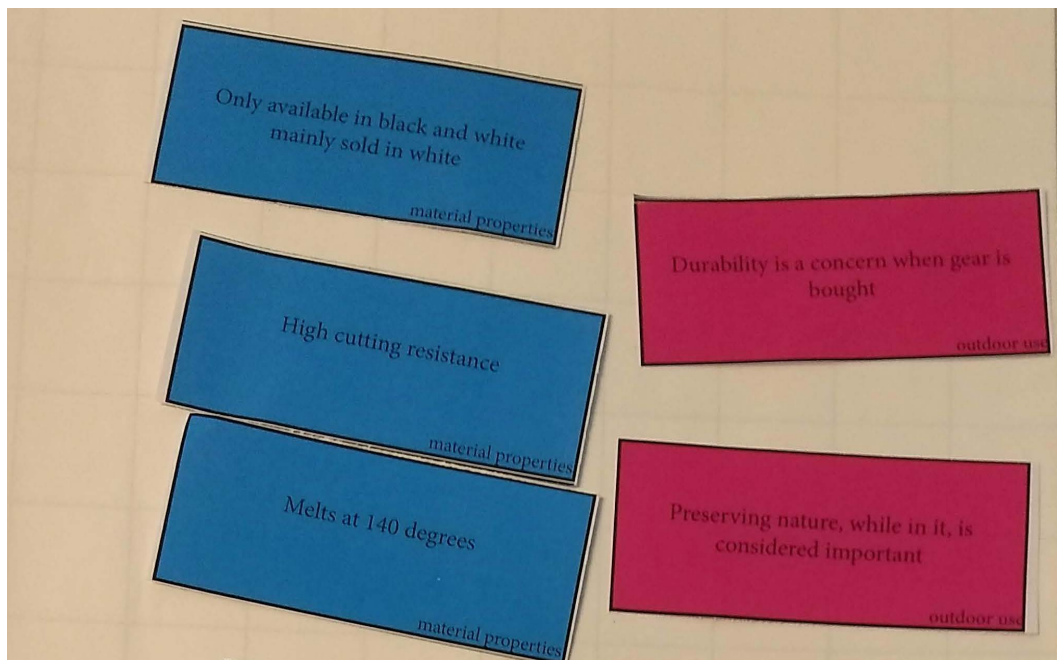 Only available in black and white
mainly sold in white
material properties
High cutting resistance
material properties
Melts at 140 degrees
material properties
Durability is a concern when gear is
bought
outdoor use
Preserving nature, while in it, is
considered important
outdoor use